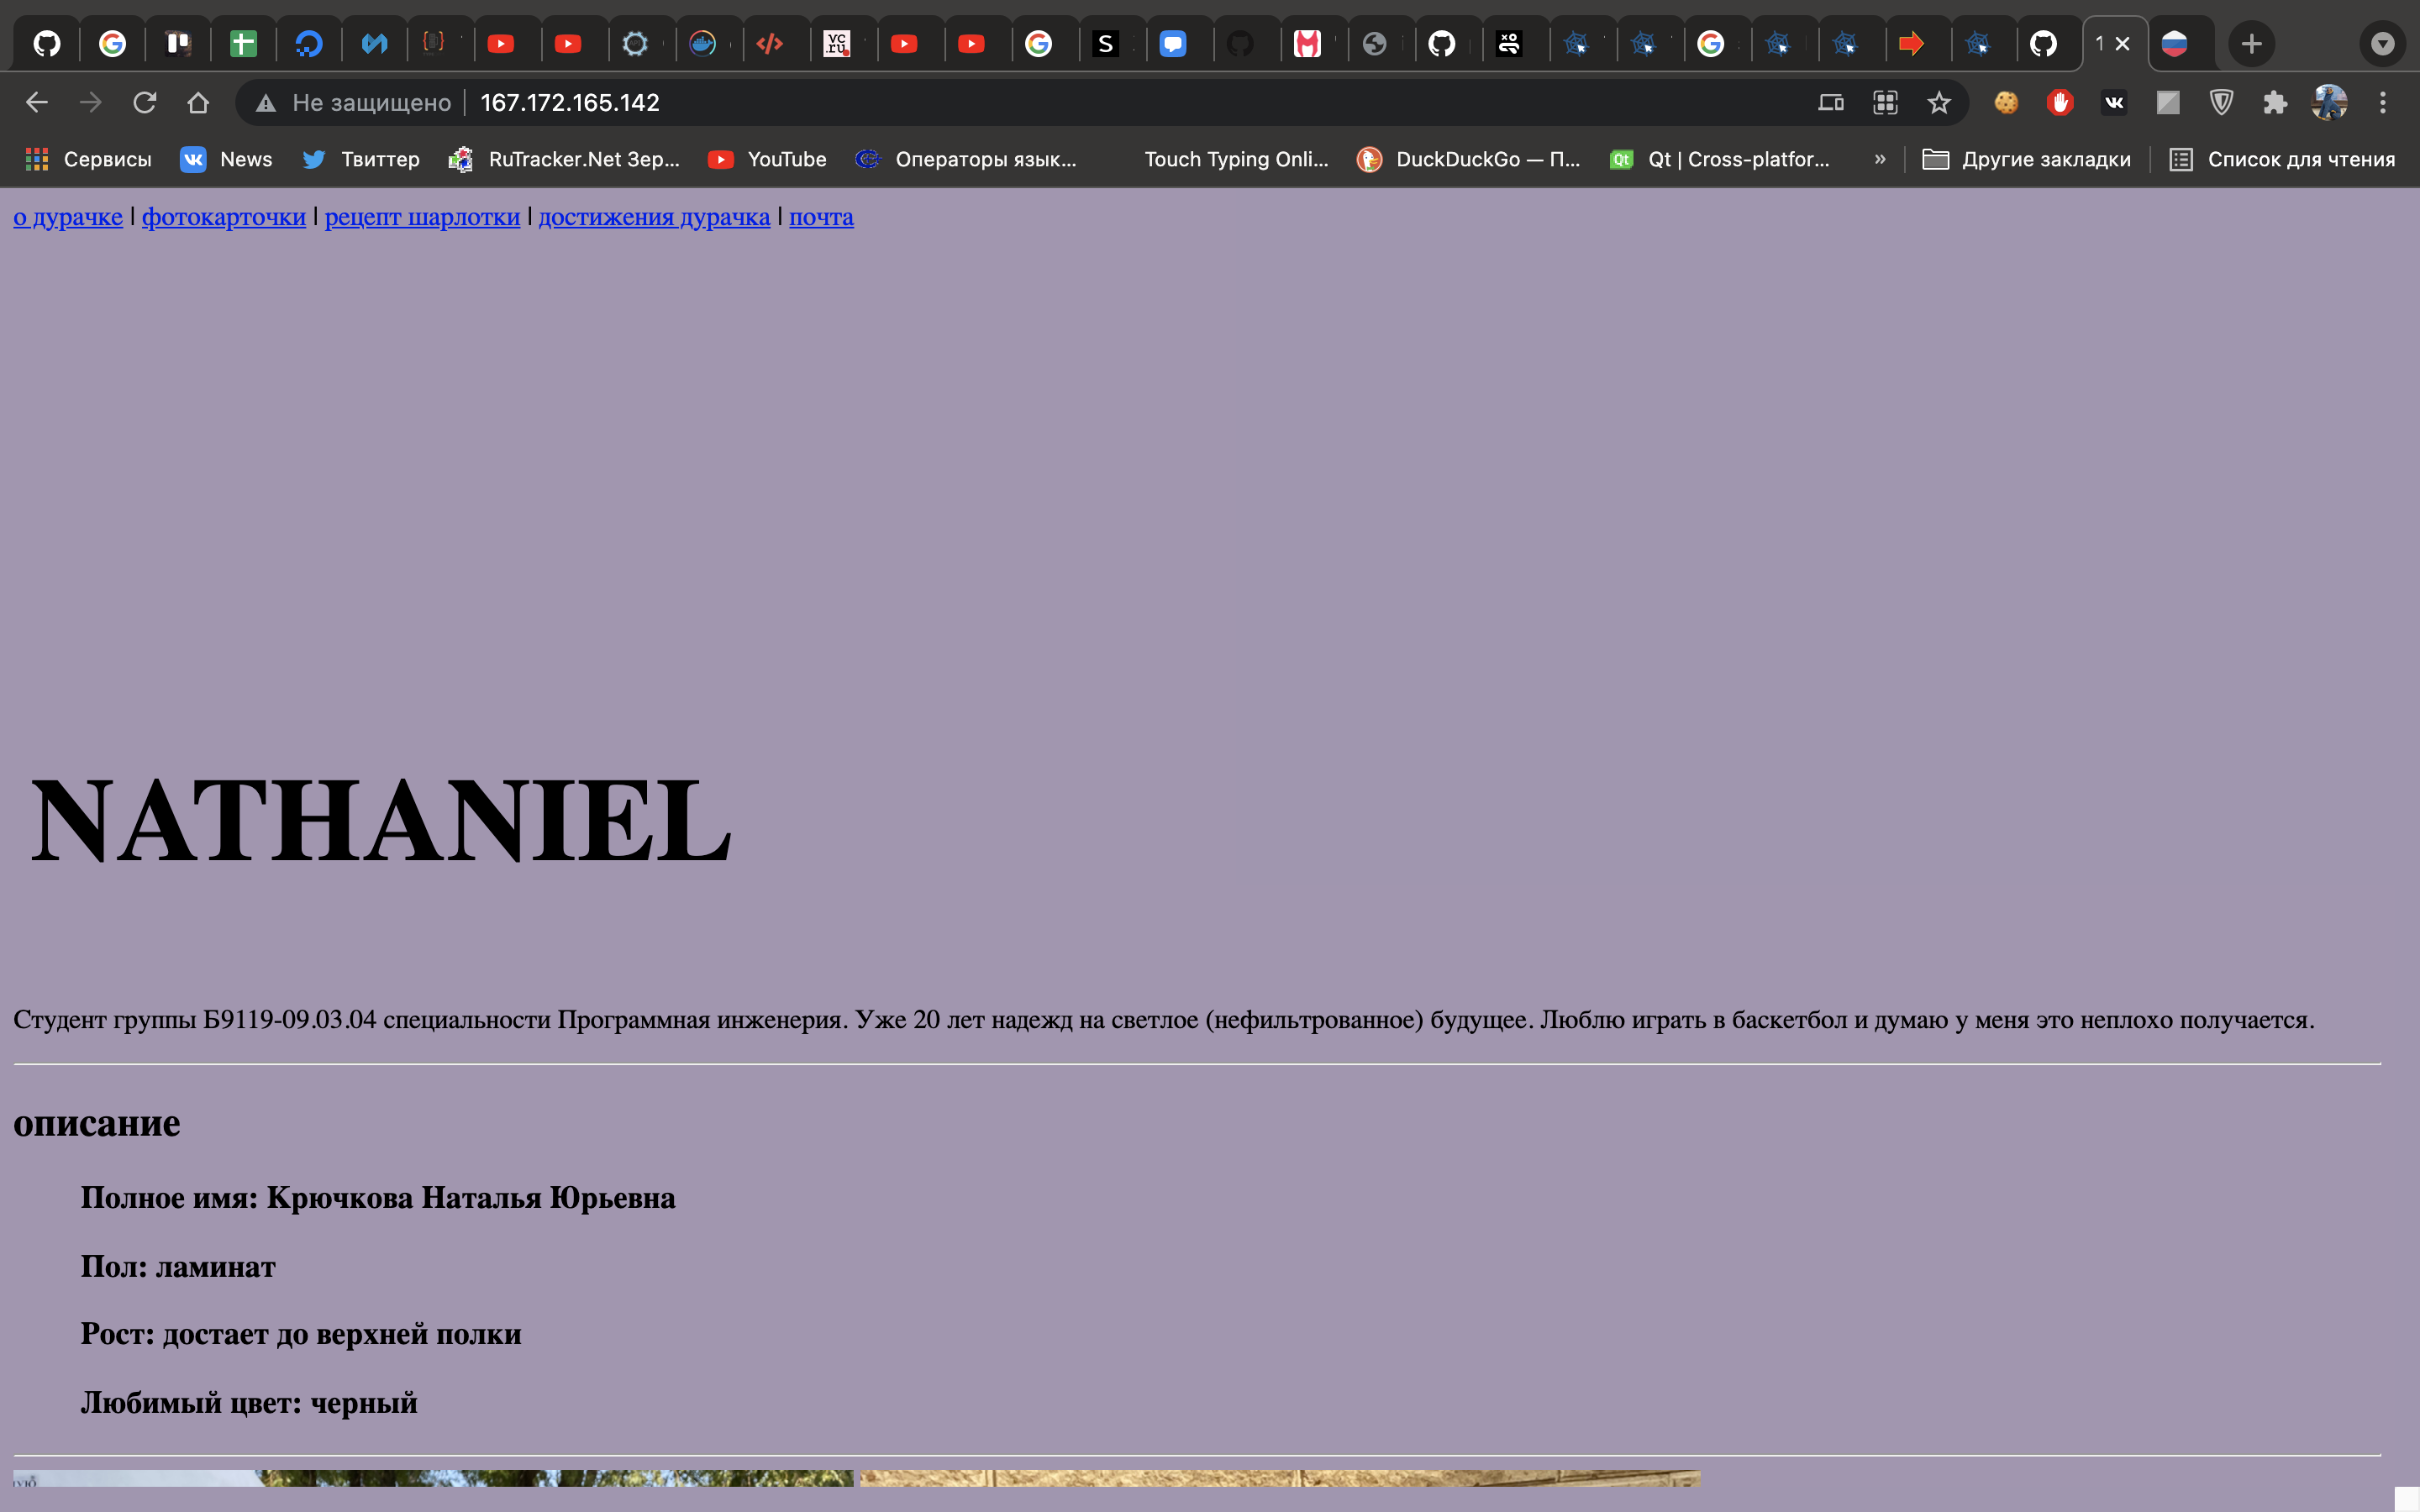 1
Не защищено 167.172.165.142
Сервисы News Твиттер RuTracker.Net Зер... YouTube Операторы язык... Touch Typing Onli... DuckDuckGo — П... Qt | Cross-platfor... » Другие закладки Список для чтения
о дурачке | фотокарточки | рецепт шарлотки | достижения дурачка | почта
NATHANIEL
Студент группы Б9119-09.03.04 специальности Программная инженерия. Уже 20 лет надежд на светлое (нефильтрованное) будущее. Люблю играть в баскетбол и думаю у меня это неплохо получается.
описание
Полное имя: Крючкова Наталья Юрьевна
Пол: ламинат
Рост: достает до верхней полки
Любимый цвет: черный